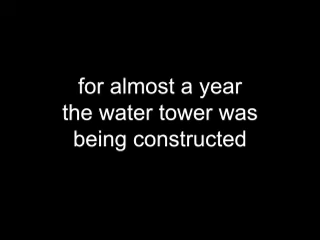 for almost a year
the water tower was
being constructed